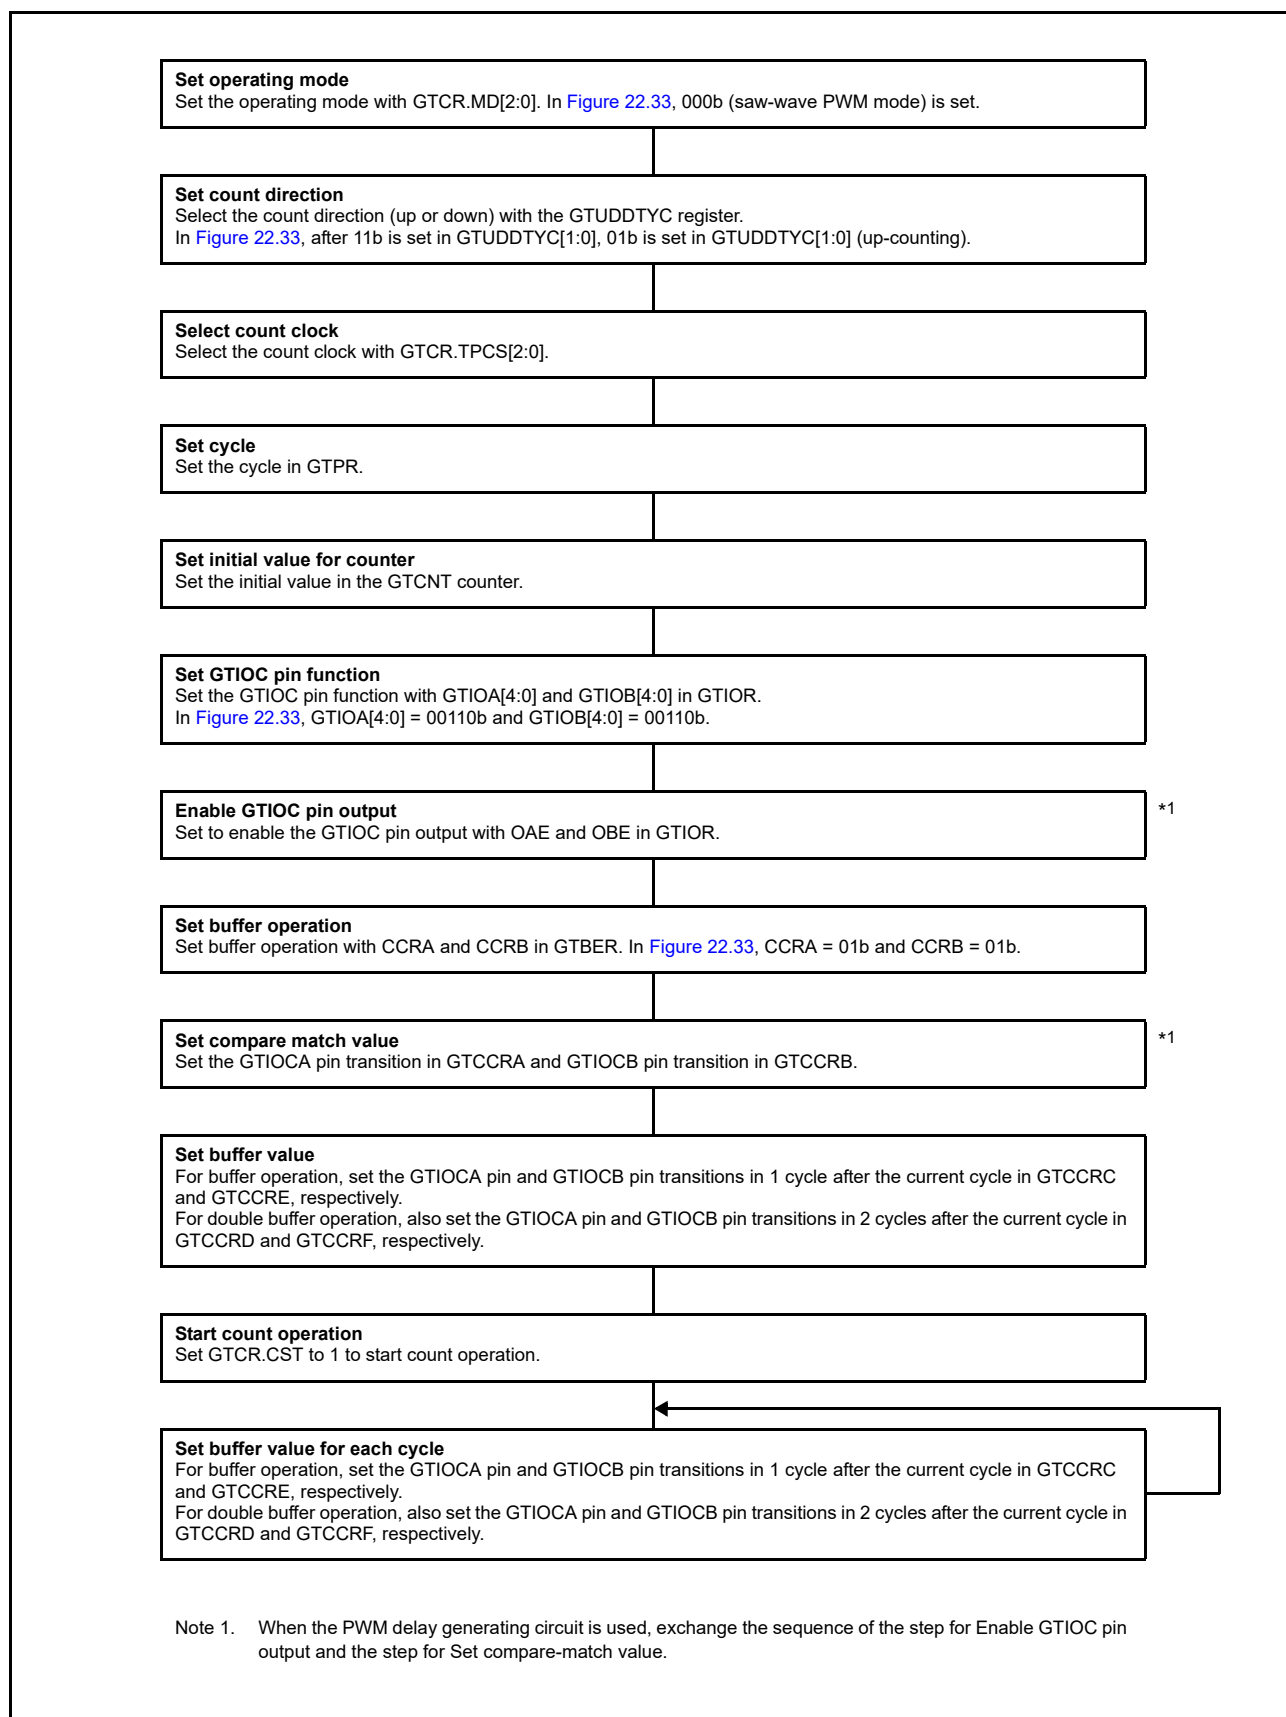 Set operating mode
Set the operating mode with GTCR.MD[2:0]. In Figure 22.33, 000b (saw-wave PWM mode) is set.
Set count direction
Select the count direction (up or down) with the GTUDDTYC register.
In Figure 22.33, after 11b is set in GTUDDTYC[1:0], 01b is set in GTUDDTYC[1:0] (up-counting).
Select count clock
Select the count clock with GTCR.TPCS[2:0].
Set cycle
Set the cycle in GTPR.
Set initial value for counter
Set the initial value in the GTCNT counter.
Set GTIOC pin function
Set the GTIOC pin function with GTIOA[4:0] and GTIOB[4:0] in GTIOR.
In Figure 22.33, GTIOA[4:0] = 00110b and GTIOB[4:0] = 00110b.
Enable GTIOC pin output *1
Set to enable the GTIOC pin output with OAE and OBE in GTIOR.
Set buffer operation
Set buffer operation with CCRA and CCRB in GTBER. In Figure 22.33, CCRA = 01b and CCRB = 01b.
Set compare match value *1
Set the GTIOCA pin transition in GTCCRA and GTIOCB pin transition in GTCCRB.
Set buffer value
For buffer operation, set the GTIOCA pin and GTIOCB pin transitions in 1 cycle after the current cycle in GTCCRC
and GTCCRE, respectively.
For double buffer operation, also set the GTIOCA pin and GTIOCB pin transitions in 2 cycles after the current cycle in
GTCCRD and GTCCRF, respectively.
Start count operation
Set GTCR.CST to 1 to start count operation.
Set buffer value for each cycle
For buffer operation, set the GTIOCA pin and GTIOCB pin transitions in 1 cycle after the current cycle in GTCCRC
and GTCCRE, respectively.
For double buffer operation, also set the GTIOCA pin and GTIOCB pin transitions in 2 cycles after the current cycle in
GTCCRD and GTCCRF, respectively.
Note 1. When the PWM delay generating circuit is used, exchange the sequence of the step for Enable GTIOC pin
output and the step for Set compare-match value.